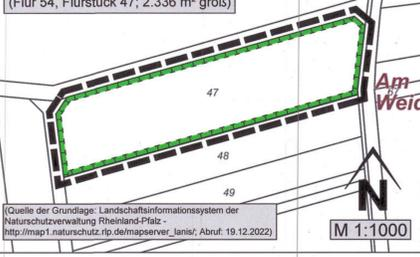 (Flur 54, Flurstück 47; 2.336 m² groß)
47
Am
Weid
48
49
N
(Quelle der Grundlage: Landschaftsinformationssystem der
Naturschutzverwaltung Rheinland-Pfalz -
http://map1.naturschutz.rlp.de/mapserver_lanis/; Abruf: 19.12.2022)
M 1:1000